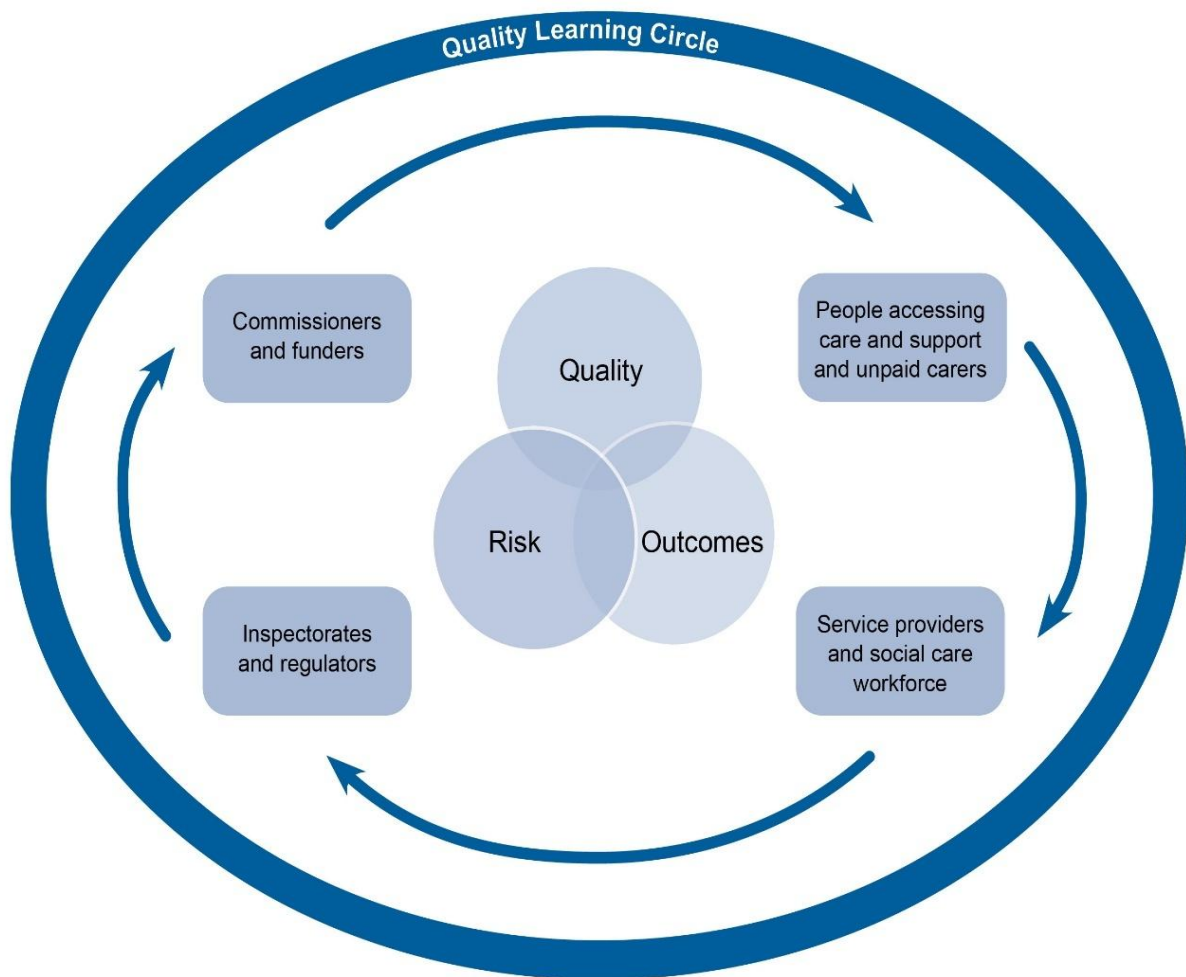 Quality Learning Circle
Commissioners
and funders
People accessing
care and support
and unpaid carers
Quality
Risk
Outcomes
Inspectorates
and regulators
Service providers
and social care
workforce